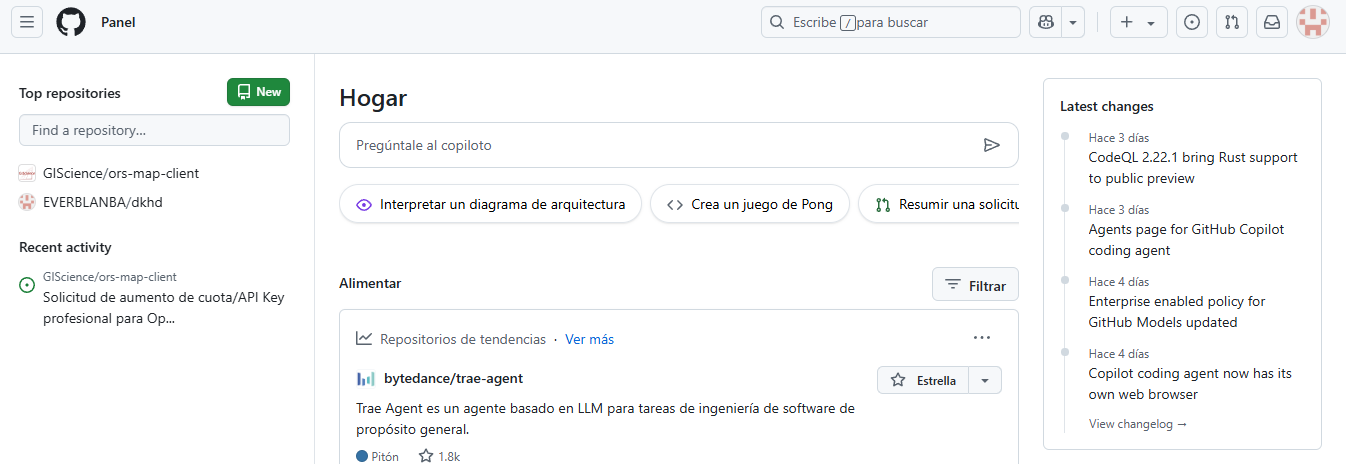 Panel
Escribe / para buscar
Top repositories
New
Find a repository...
GIScience/ors-map-client
EVERBLANBA/dkhd
Recent activity
GIScience/ors-map-client
Solicitud de aumento de cuota/API Key
profesional para Op...
Hogar
Pregúntale al copiloto
Interpretar un diagrama de arquitectura
Crea un juego de Pong
Resumir una solicitu
Alimentar
Filtrar
Repositorios de tendencias · Ver más
bytedance/trae-agent
Estrella
Trae Agent es un agente basado en LLM para tareas de ingeniería de software de
propósito general.
Pitón
1.8k
Latest changes
Hace 3 días
CodeQL 2.22.1 bring Rust support
to public preview
Hace 3 días
Agents page for GitHub Copilot
coding agent
Hace 4 días
Enterprise enabled policy for
GitHub Models updated
Hace 4 días
Copilot coding agent now has its
own web browser
View changelog →